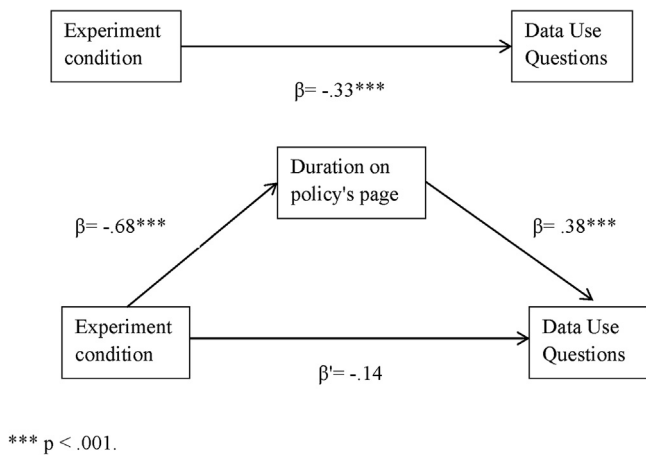 Experiment
condition
Data Use
Questions
β= -.33***
Duration on
policy's page
β= -.68***
β= .38***
Experiment
condition
Data Use
Questions
β'= -.14
*** p < .001.